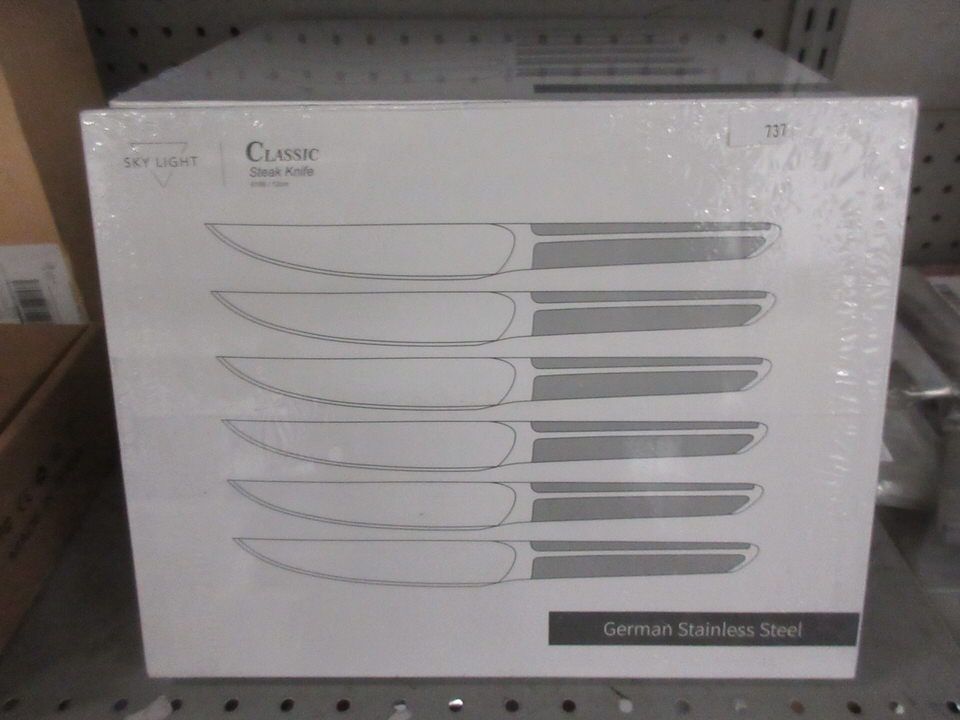 SKY LIGHT
CLASSIC
Steak Knife
737
German Stainless Steel